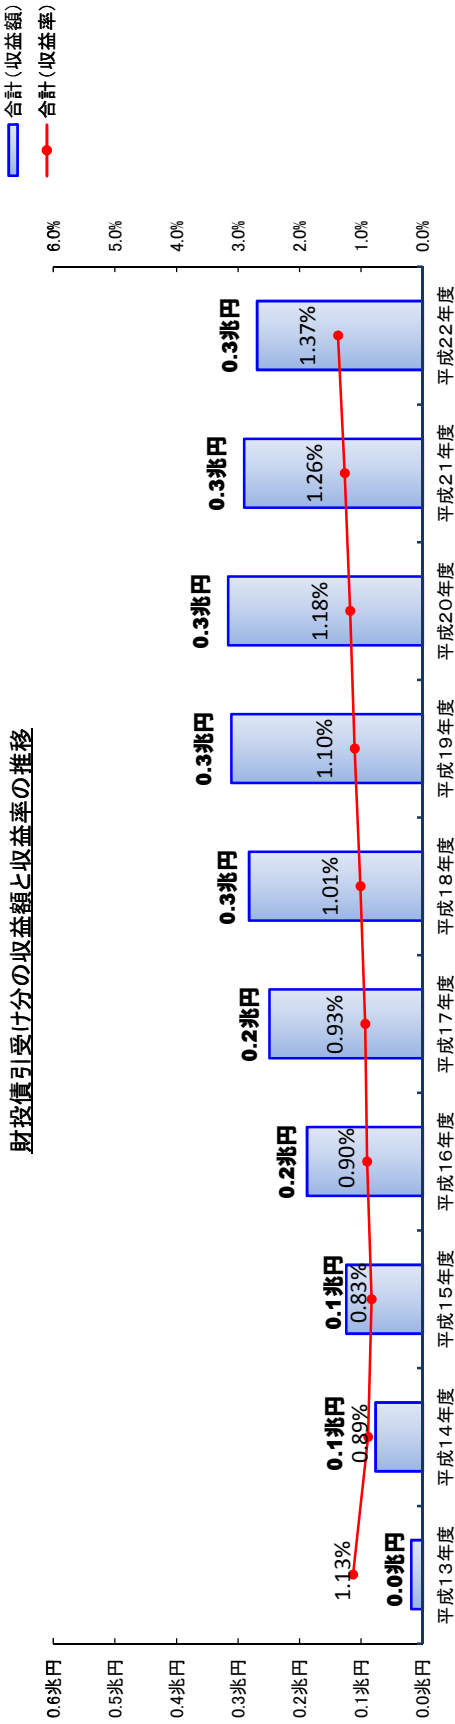 財投債引受け分の収益額と収益率の推移
合計(収益額)
合計(収益率)
0.6兆円
0.5兆円
0.4兆円
0.3兆円
0.2兆円
0.1兆円
0.0兆円
6.0%
5.0%
4.0%
3.0%
2.0%
1.0%
0.0%
0.0兆円
0.1兆円
0.1兆円
0.2兆円
0.2兆円
0.3兆円
0.3兆円
0.3兆円
0.3兆円
0.3兆円
1.13%
0.89%
0.83%
0.90%
0.93%
1.01%
1.10%
1.18%
1.26%
1.37%
平成13年度
平成14年度
平成15年度
平成16年度
平成17年度
平成18年度
平成19年度
平成20年度
平成21年度
平成22年度